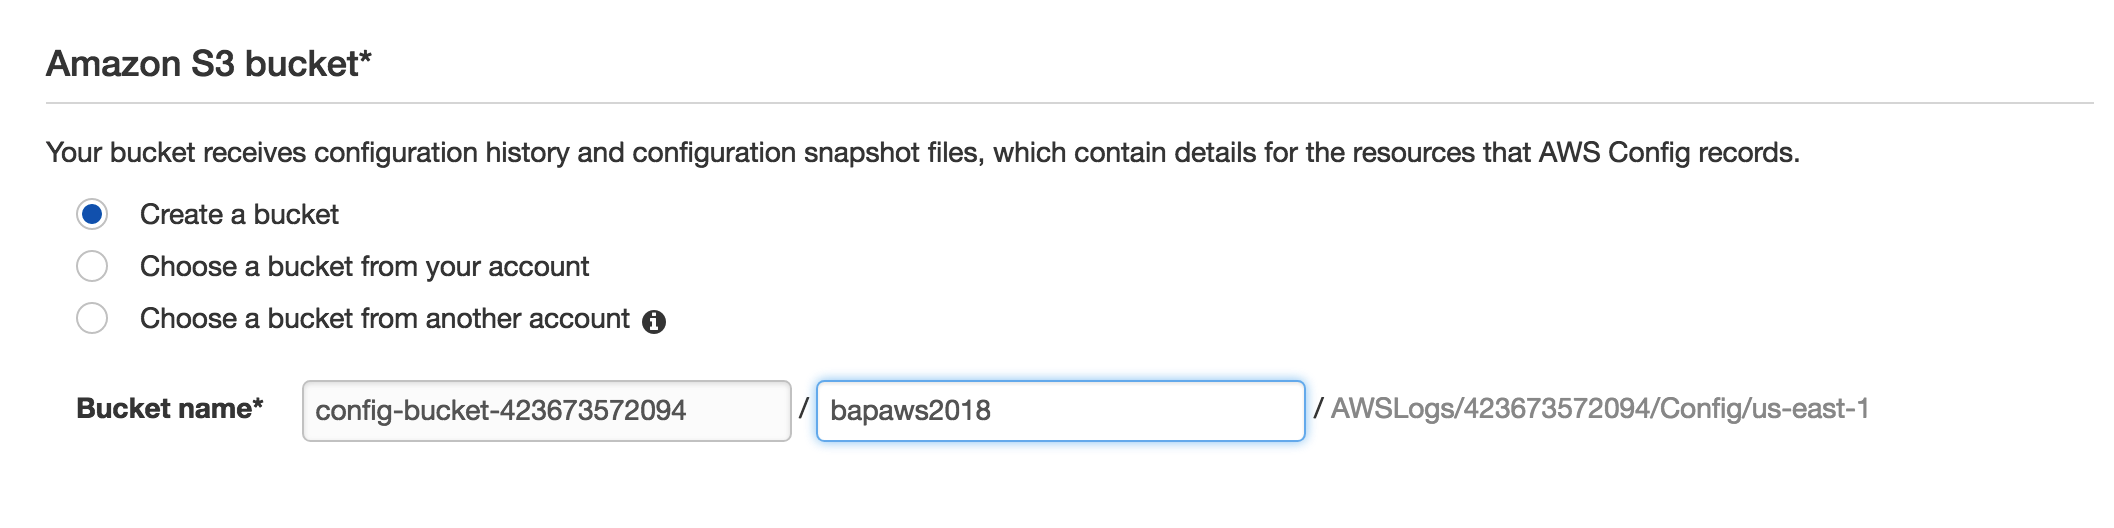 Amazon S3 bucket*
Your bucket receives configuration history and configuration snapshot files, which contain details for the resources that AWS Config records.
Create a bucket
Choose a bucket from your account
Choose a bucket from another account
Bucket name* config-bucket-423673572094 / bapaws2018 / AWSLogs/423673572094/Config/us-east-1